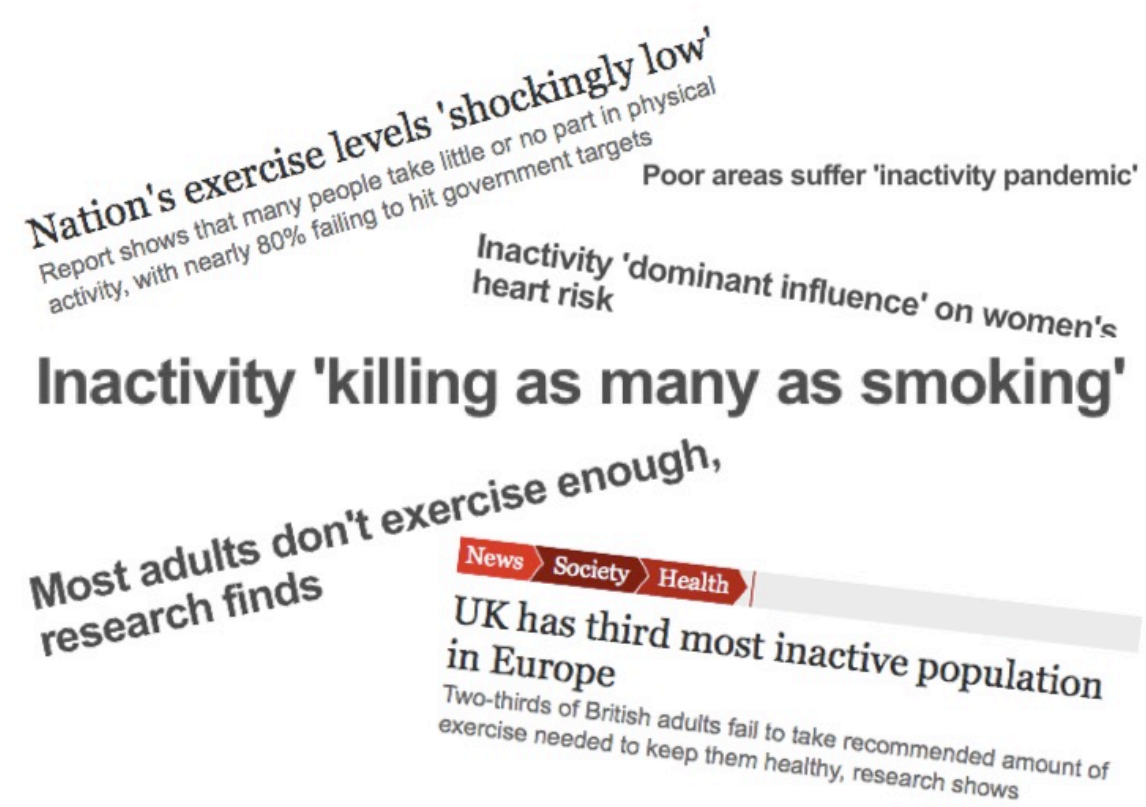 Nation's exercise levels 'shockingly low'
Report shows that many people take little or no part in physical
activity, with nearly 80% failing to hit government targets
Poor areas suffer 'inactivity pandemic'
Inactivity 'dominant influence' on women's
heart risk
Inactivity 'killing as many as smoking'
Most adults don't exercise enough,
research finds
News Society Health
UK has third most inactive population
in Europe
Two-thirds of British adults fail to take recommended amount of
exercise needed to keep them healthy, research shows